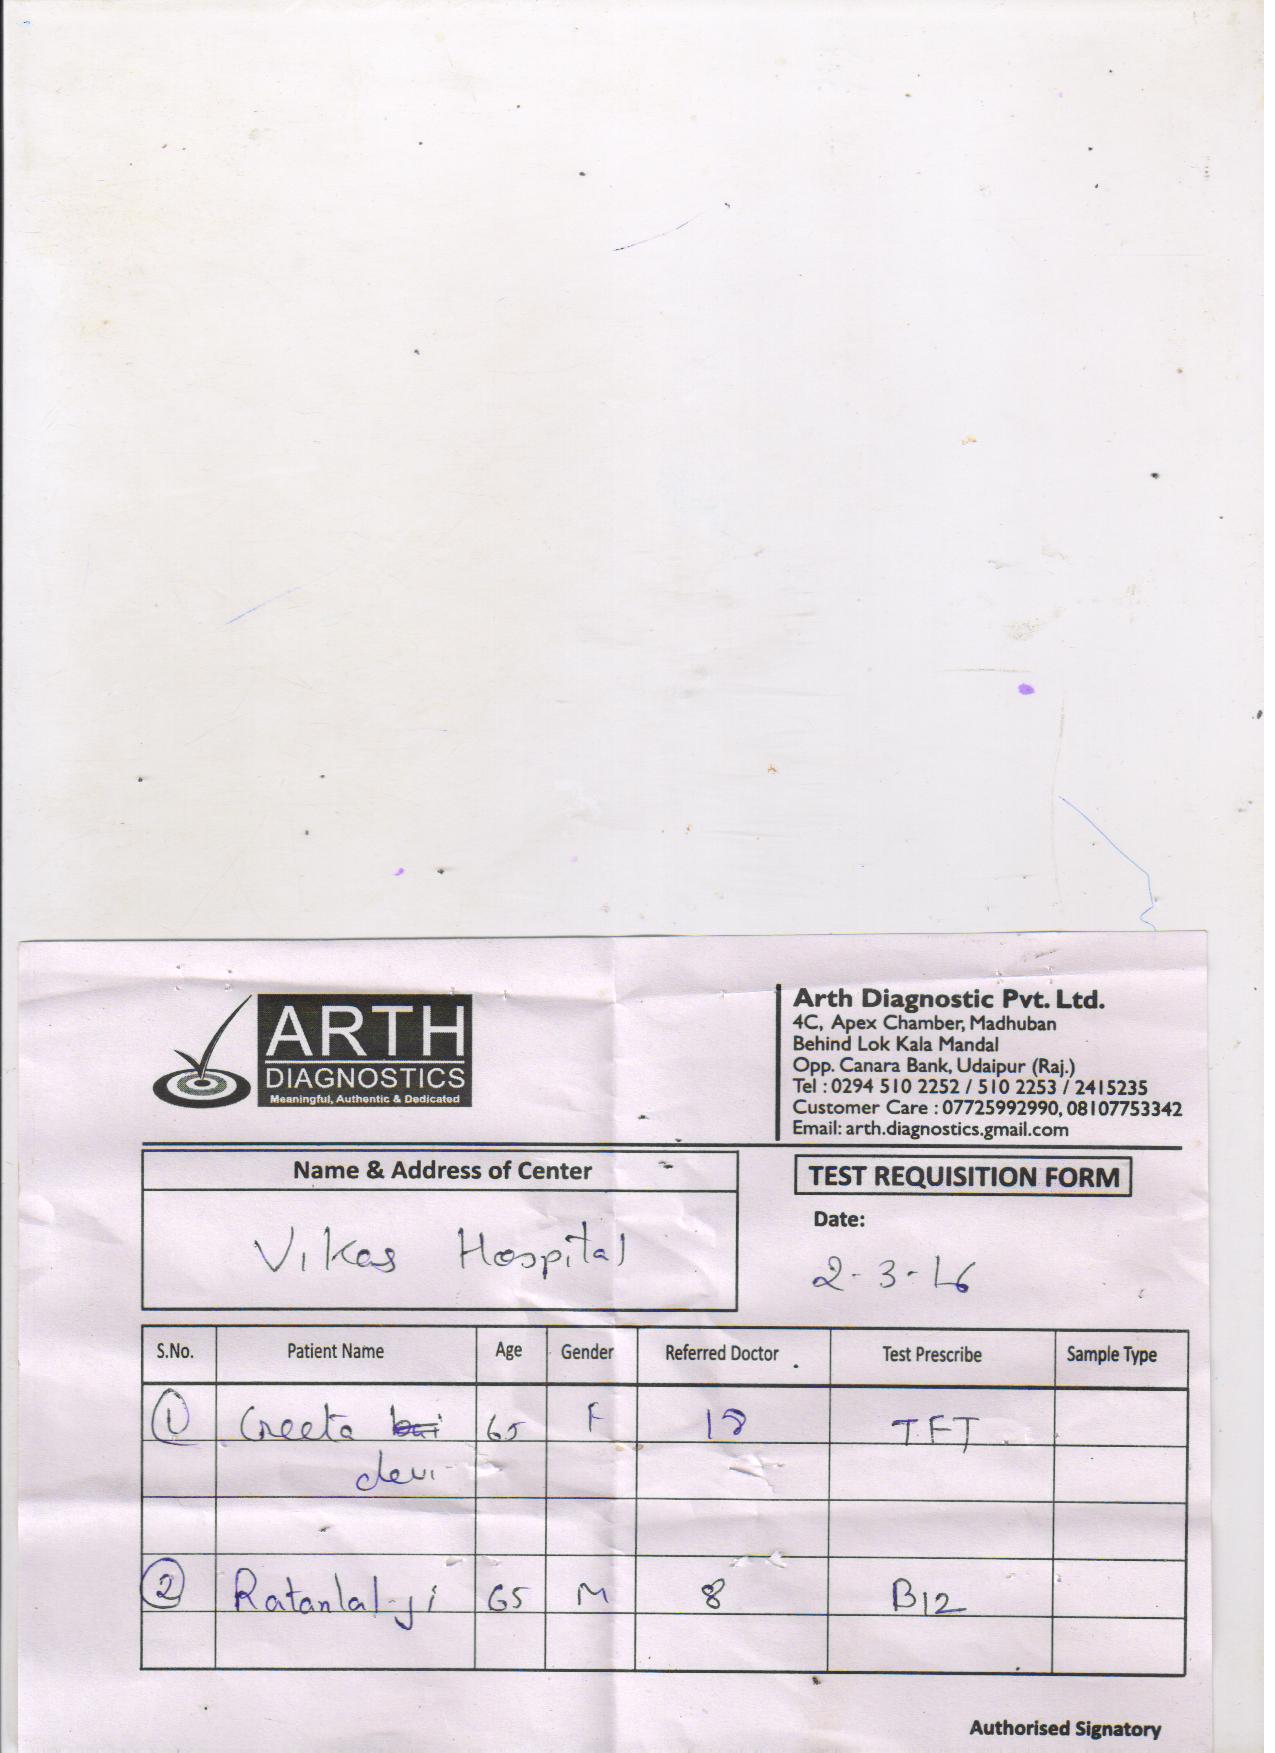 ARTH
DIAGNOSTICS
Meaningful, Authentic & Dedicated
Arth Diagnostic Pvt. Ltd.
4C, Apex Chamber, Madhuban
Behind Lok Kala Mandal
Opp. Canara Bank, Udaipur (Raj.)
Tel : 0294 510 2252 / 510 2253 / 2415235
Customer Care : 07725992990, 08107753342
Email: arth.diagnostics.gmail.com
Name & Address of Center
TEST REQUISITION FORM
Vikas Hospital
Date:
2-3-16
S.No. Patient Name Age Gender Referred Doctor Test Prescribe Sample Type
1 Geeta 65 F 18 TFT
devi
2 Ratanlal-ji 65 M 8 B12
Authorised Signatory